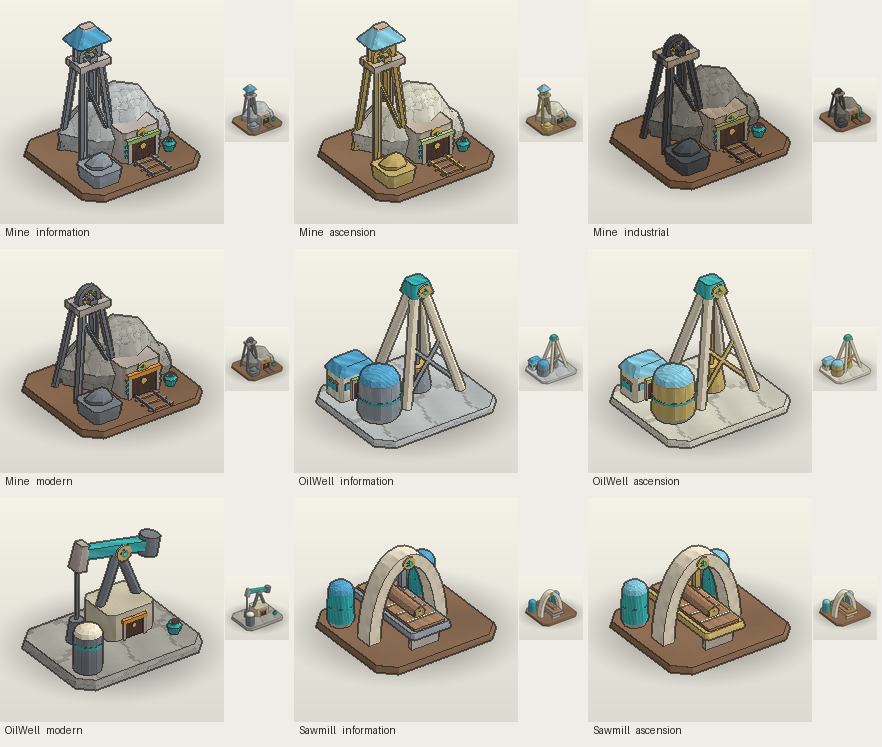 Mine information
Mine ascension
Mine industrial
Mine modern
OilWell information
OilWell ascension
OilWell modern
Sawmill information
Sawmill ascension